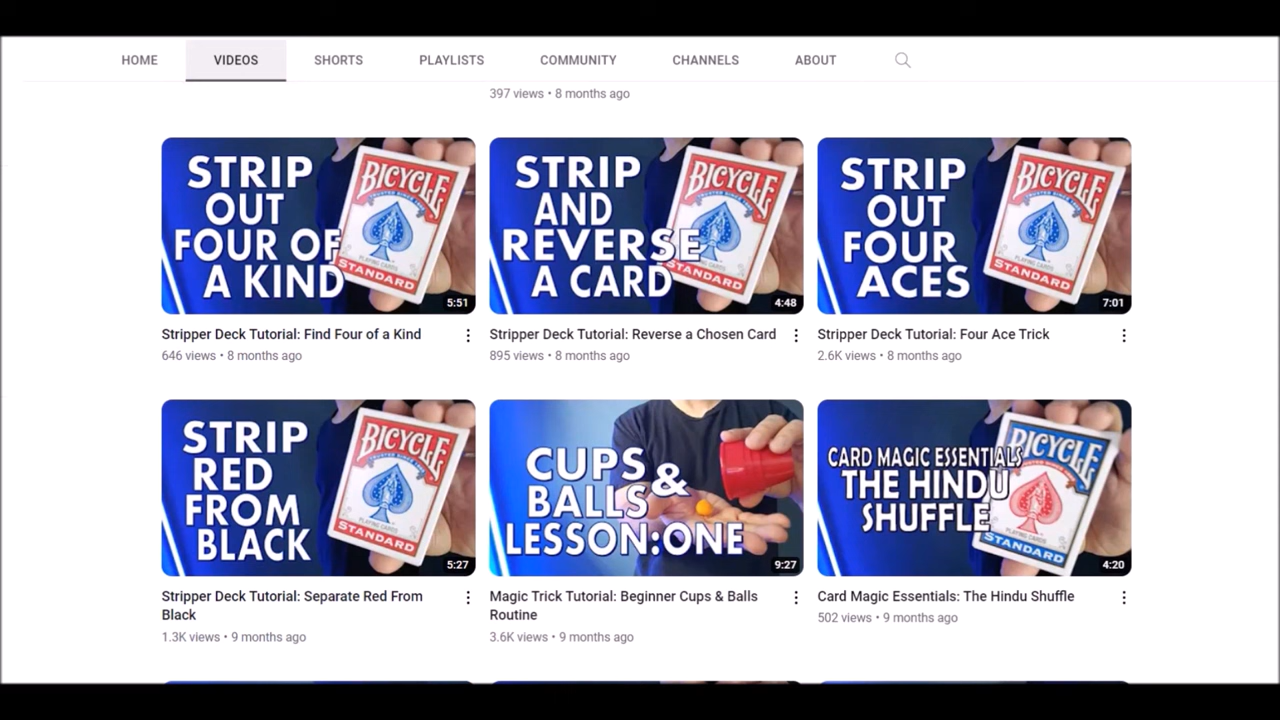 HOME VIDEOS SHORTS PLAYLISTS COMMUNITY CHANNELS ABOUT
397 views • 8 months ago
STRIP
OUT
FOUR OF
A KIND
BICYCLE
STANDARD
5:51
STRIP
AND
REVERSE
A CARD
BICYCLE
STANDARD
4:48
STRIP
OUT
FOUR
ACES
BICYCLE
PLAYING CARDS
STANDARD
7:01
Stripper Deck Tutorial: Find Four of a Kind
646 views • 8 months ago
Stripper Deck Tutorial: Reverse a Chosen Card
895 views • 8 months ago
Stripper Deck Tutorial: Four Ace Trick
2.6K views • 8 months ago
STRIP
RED
FROM
BLACK
BICYCLE
PLAYING CARDS
STANDARD
5:27
CUPS &
BALLS
LESSON:ONE
9:27
CARD MAGIC ESSENTIALS
THE HINDU
SHUFFLE
BICYCLE
PLAYING CARDS
STANDARD
4:20
Stripper Deck Tutorial: Separate Red From
Black
1.3K views • 9 months ago
Magic Trick Tutorial: Beginner Cups & Balls
Routine
3.6K views • 9 months ago
Card Magic Essentials: The Hindu Shuffle
502 views • 9 months ago